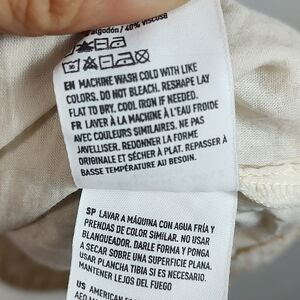 algodón / 40% VISCOSE
EN MACHINE WASH COLD WITH LIKE
COLORS. DO NOT BLEACH. RESHAPE LAY
FLAT TO DRY. COOL IRON IF NEEDED.
FR LAVER À LA MACHINE À L'EAU FROIDE
AVEC COULEURS SIMILAIRES. NE PAS
JAVELLISER. REDONNER LA FORME
ORIGINALE ET SÉCHER À PLAT. REPASSER À
BASSE TEMPÉRATURE AU BESOIN.
SP LAVAR A MÁQUINA CON AGUA FRÍA Y
PRENDAS DE COLOR SIMILAR. NO USAR
BLANQUEADOR. DARLE FORMA Y PONGA
A SECAR SOBRE UNA SUPERFICIE PLANA.
USAR PLANCHA TIBIA SI ES NECESARIO.
MANTENER LEJOS DEL FUEGO
US AMERICAN